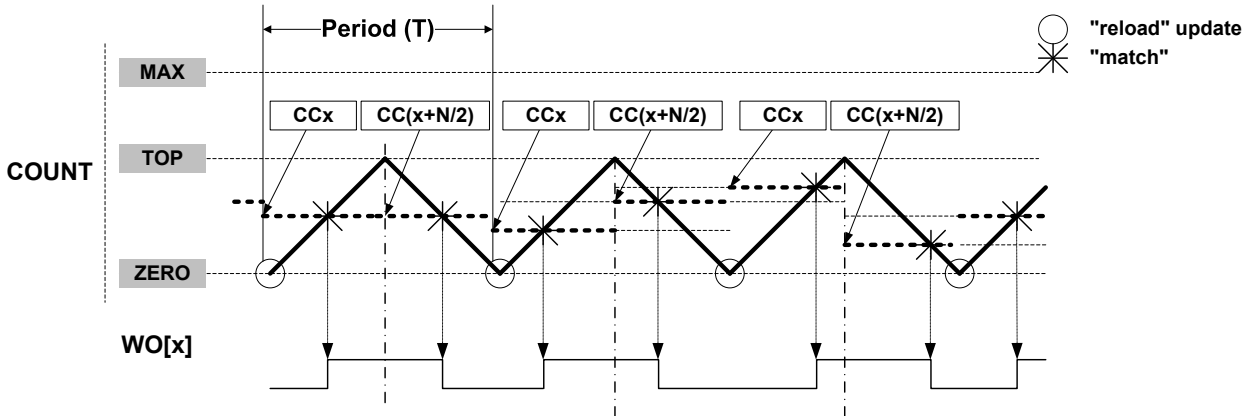 Period (T)
"reload" update
"match"
MAX
CCx
CC(x+N/2)
CCx
CC(x+N/2)
CCx
CC(x+N/2)
TOP
COUNT
ZERO
WO[x]